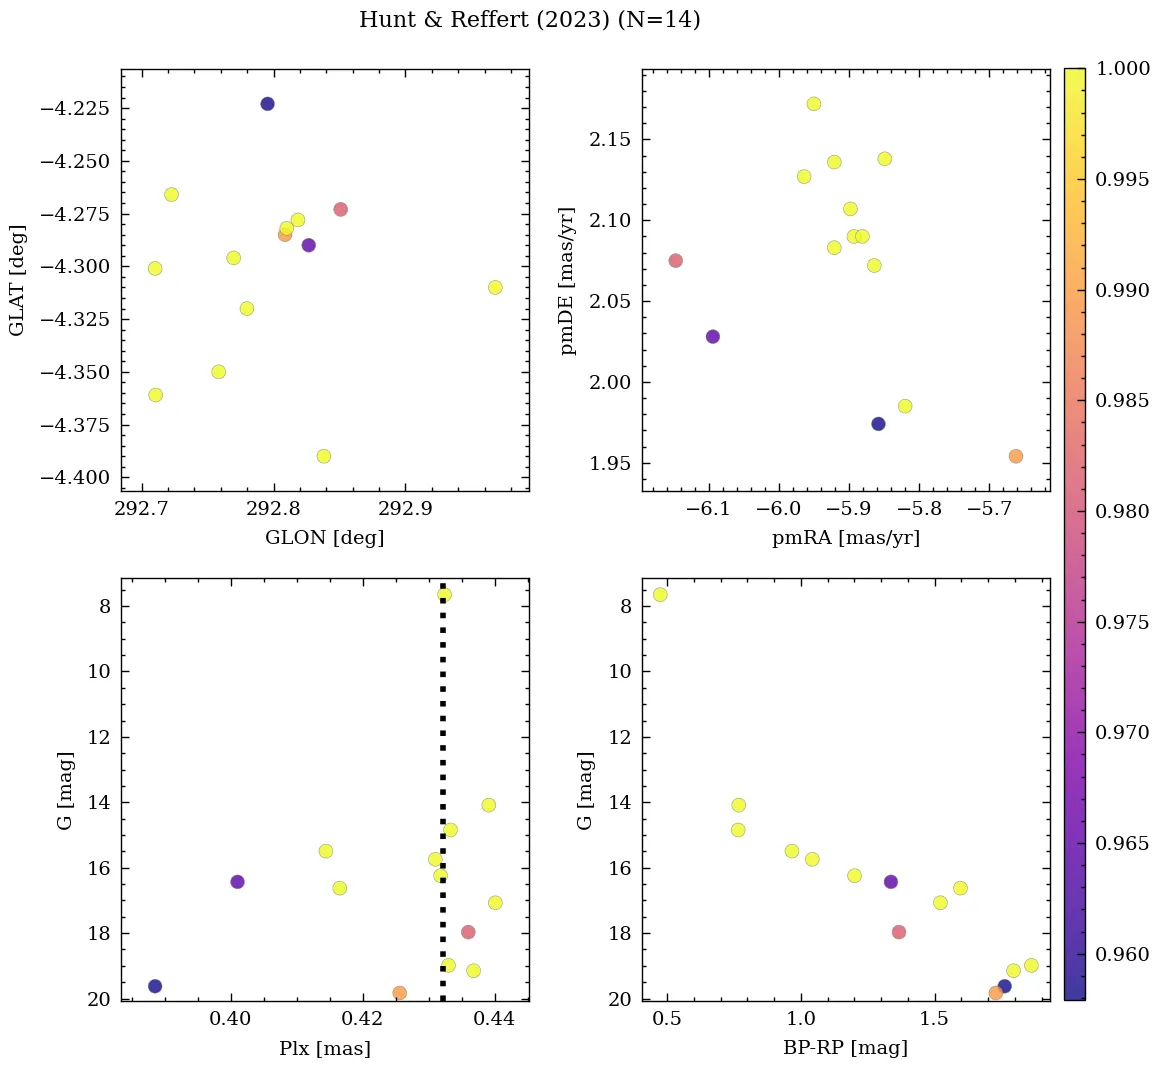 Hunt & Reffert (2023) (N=14)
−4.225
−4.250
−4.275
−4.300
−4.325
−4.350
−4.375
−4.400
GLAT [deg]
292.7 292.8 292.9
GLON [deg]
2.15
2.10
2.05
2.00
1.95
pmDE [mas/yr]
−6.1 −6.0 −5.9 −5.8 −5.7
pmRA [mas/yr]
8
10
12
14
16
18
20
G [mag]
0.40 0.42 0.44
Plx [mas]
8
10
12
14
16
18
20
G [mag]
0.5 1.0 1.5
BP-RP [mag]
1.000
0.995
0.990
0.985
0.980
0.975
0.970
0.965
0.960